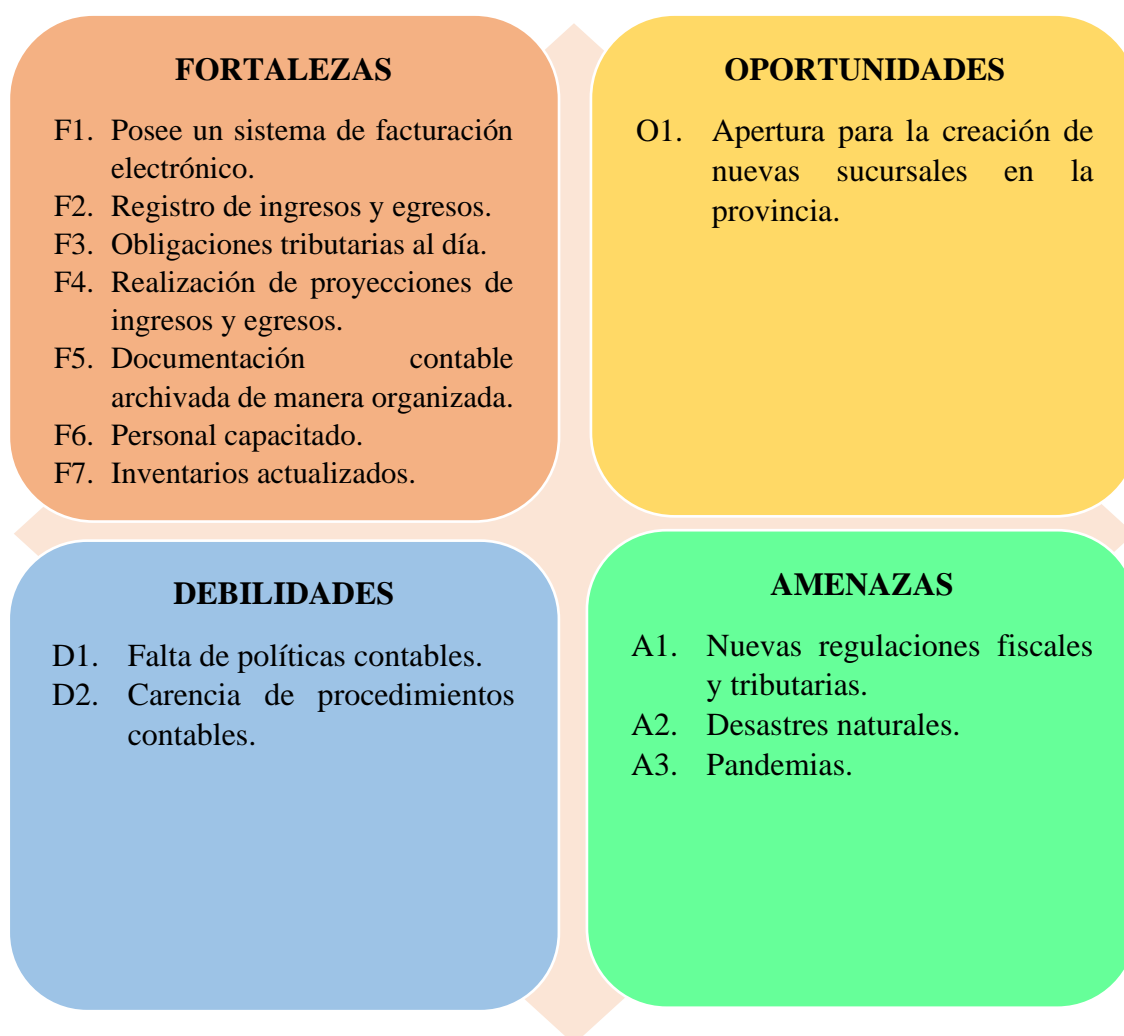 FORTALEZAS
F1. Posee un sistema de facturación
electrónico.
F2. Registro de ingresos y egresos.
F3. Obligaciones tributarias al día.
F4. Realización de proyecciones de
ingresos y egresos.
F5. Documentación contable
archivada de manera organizada.
F6. Personal capacitado.
F7. Inventarios actualizados.
OPORTUNIDADES
O1. Apertura para la creación de
nuevas sucursales en la
provincia.
DEBILIDADES
D1. Falta de políticas contables.
D2. Carencia de procedimientos
contables.
AMENAZAS
A1. Nuevas regulaciones fiscales
y tributarias.
A2. Desastres naturales.
A3. Pandemias.